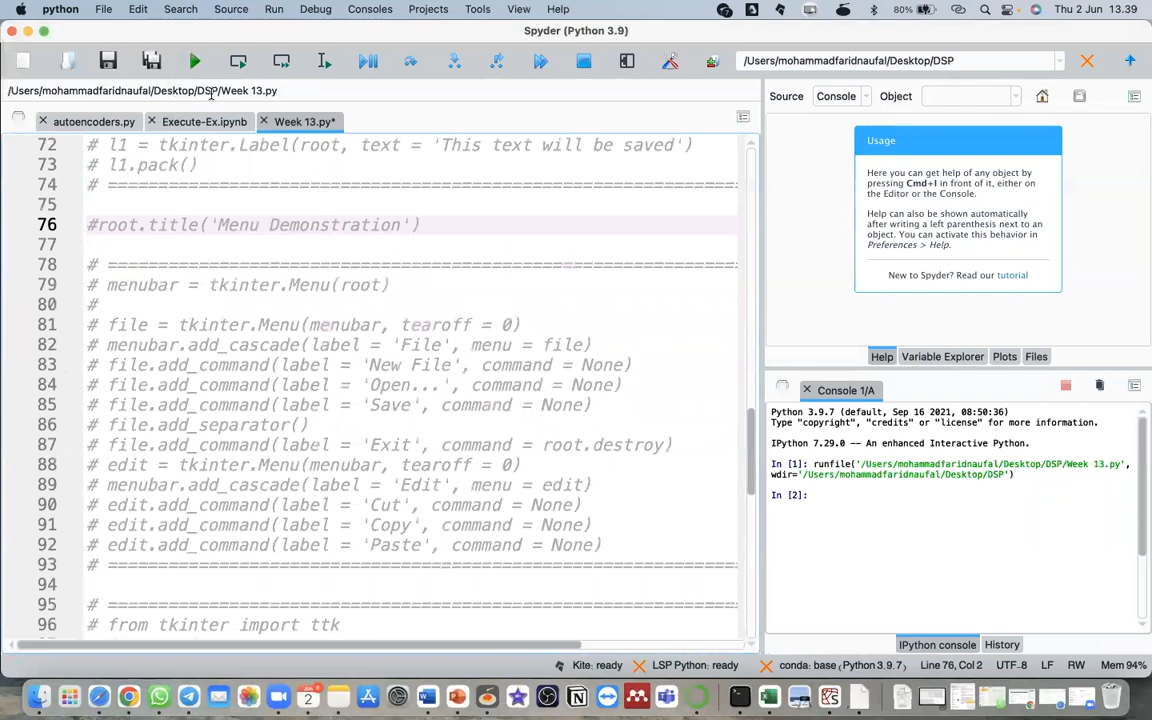 python File Edit Search Source Run Debug Consoles Projects Tools View Help 80% Thu 2 Jun 13.39
Spyder (Python 3.9)
/Users/mohammadfaridnaufal/Desktop/DSP
/Users/mohammadfaridnaufal/Desktop/DSP/Week 13.py
autoencoders.py Execute-Ex.ipynb Week 13.py*
72 # l1 = tkinter.Label(root, text = 'This text will be saved')
73 # l1.pack()
74 # =============================================================================
75
76 #root.title('Menu Demonstration')
77
78 # =============================================================================
79 # menubar = tkinter.Menu(root)
80 #
81 # file = tkinter.Menu(menubar, tearoff = 0)
82 # menubar.add_cascade(label = 'File', menu = file)
83 # file.add_command(label = 'New File', command = None)
84 # file.add_command(label = 'Open...', command = None)
85 # file.add_command(label = 'Save', command = None)
86 # file.add_separator()
87 # file.add_command(label = 'Exit', command = root.destroy)
88 # edit = tkinter.Menu(menubar, tearoff = 0)
89 # menubar.add_cascade(label = 'Edit', menu = edit)
90 # edit.add_command(label = 'Cut', command = None)
91 # edit.add_command(label = 'Copy', command = None)
92 # edit.add_command(label = 'Paste', command = None)
93 # =============================================================================
94
95 # =============================================================================
96 # from tkinter import ttk
Source Console Object
Usage
Here you can get help of any object by
pressing Cmd+I in front of it, either on
the Editor or the Console.
Help can also be shown automatically
after writing a left parenthesis next to an
object. You can activate this behavior in
Preferences > Help.
New to Spyder? Read our tutorial
Help Variable Explorer Plots Files
Console 1/A
Python 3.9.7 (default, Sep 16 2021, 08:50:36)
Type "copyright", "credits" or "license" for more information.
IPython 7.29.0 -- An enhanced Interactive Python.
In [1]: runfile('/Users/mohammadfaridnaufal/Desktop/DSP/Week 13.py',
wdir='/Users/mohammadfaridnaufal/Desktop/DSP')
In [2]:
IPython console History
Kite: ready LSP Python: ready conda: base (Python 3.9.7) Line 76, Col 2 UTF-8 LF RW Mem 94%